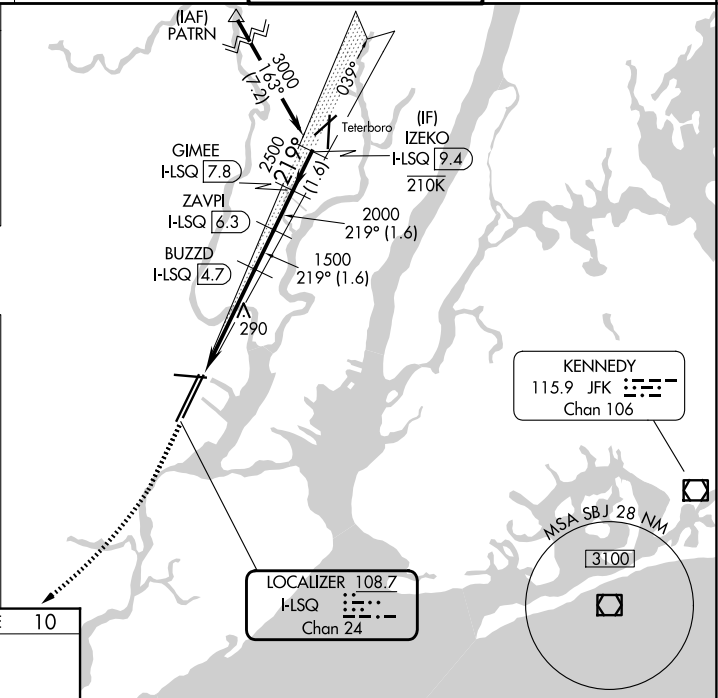 (IAF)
PATRN
3000
163°
(7.2)
039°
Teterboro
(IF)
IZEKO
I-LSQ 9.4
210K
2500
219°
(1.6)
GIMEE
I-LSQ 7.8
ZAVPI
I-LSQ 6.3
2000
219° (1.6)
BUZZD
I-LSQ 4.7
1500
219° (1.6)
290
KENNEDY
115.9 JFK
Chan 106
MSA SBJ 28 NM
3100
LOCALIZER 108.7
I-LSQ
Chan 24
E 10